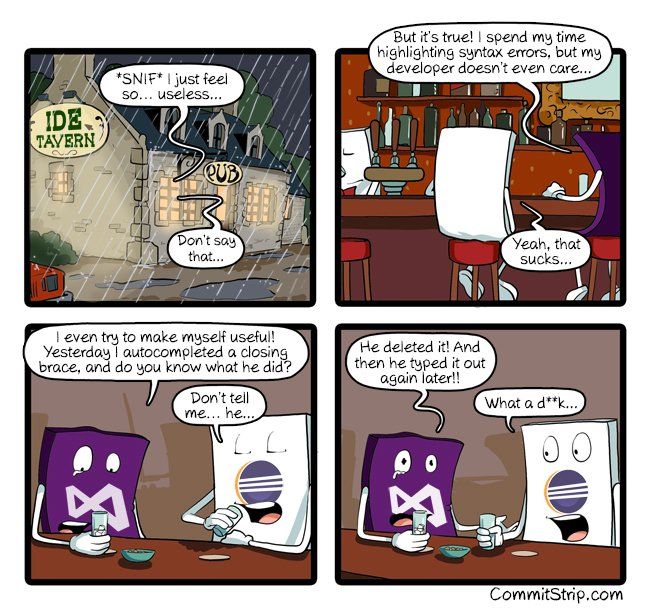 *SNIF* I just feel
so... useless...
IDE
TAVERN
PUB
Don't say
that...
But it's true! I spend my time
highlighting syntax errors, but my
developer doesn't even care...
Yeah, that
sucks...
I even try to make myself useful!
Yesterday I autocompleted a closing
brace, and do you know what he did?
Don't tell
me... he...
He deleted it! And
then he typed it out
again later!!
What a d**k...
CommitStrip.com